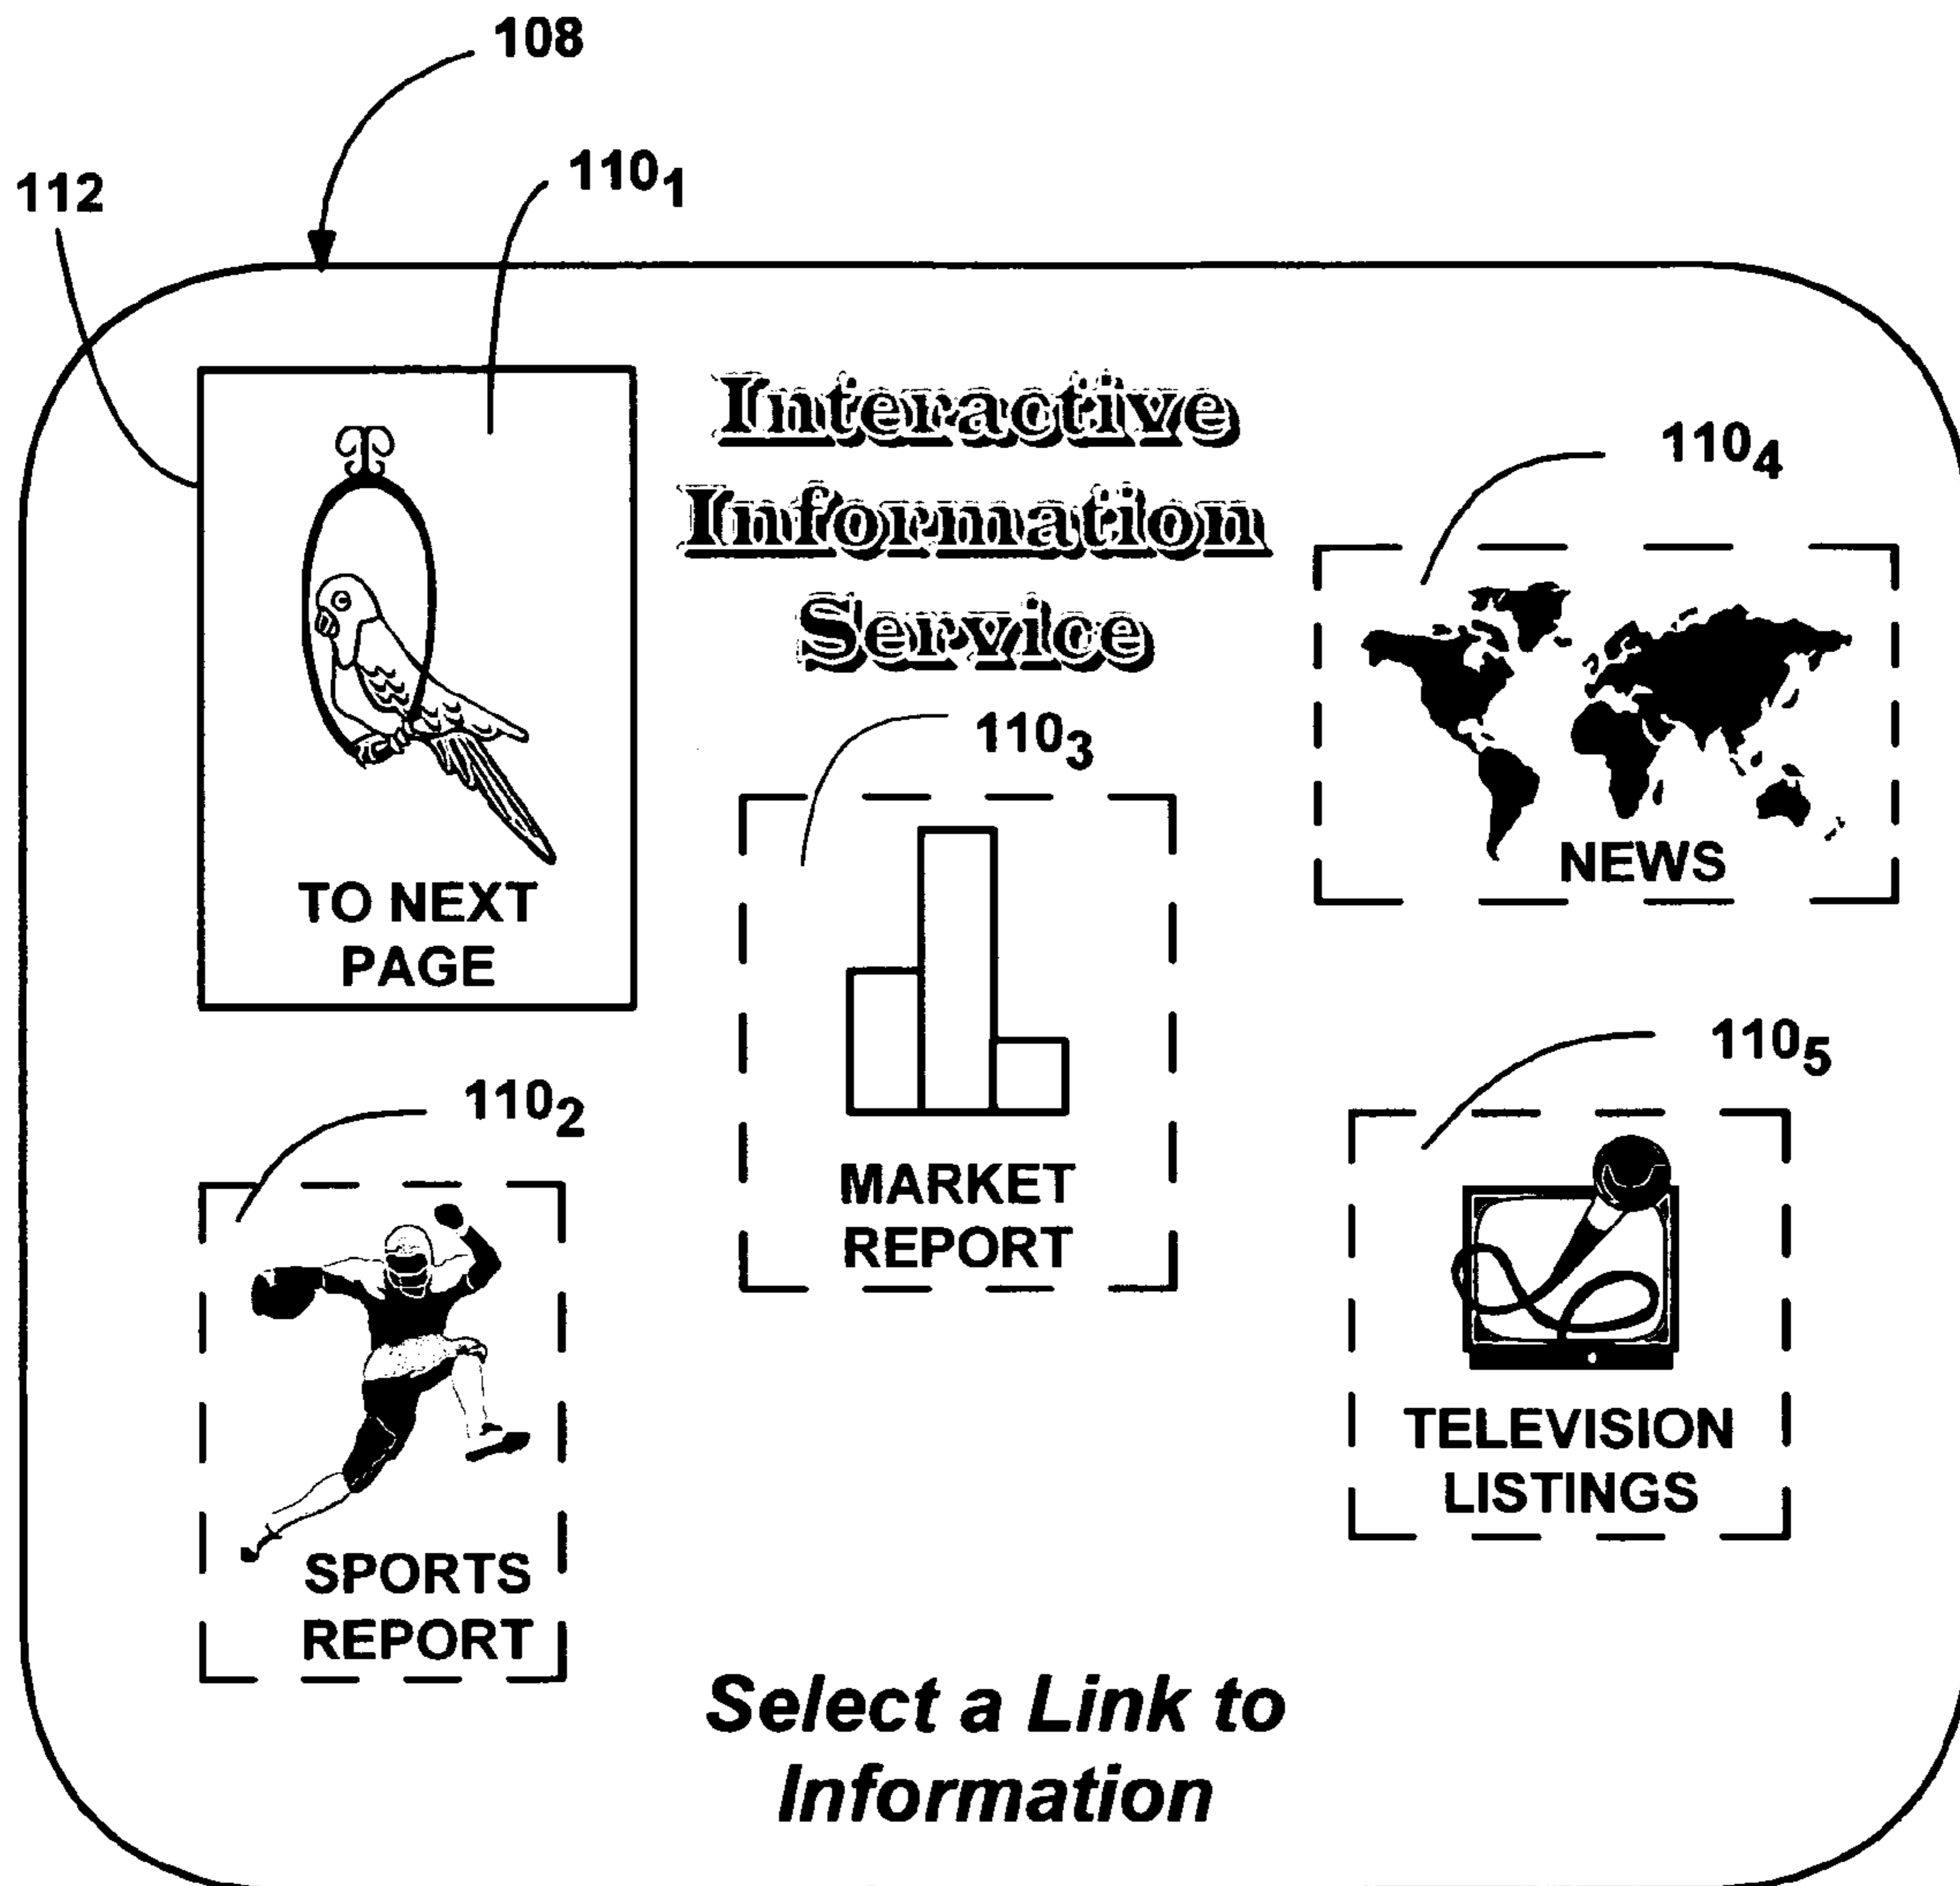 108
110₁
112
Interactive
Information
Service
110₄
110₃
NEWS
TO NEXT
PAGE
110₅
110₂
MARKET
REPORT
TELEVISION
LISTINGS
SPORTS
REPORT
Select a Link to
Information